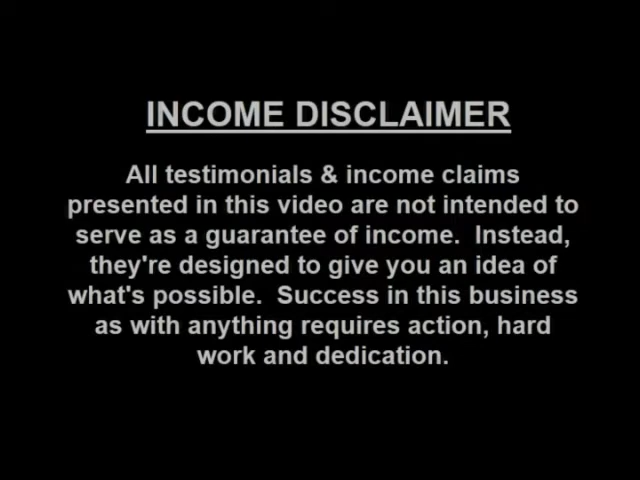 INCOME DISCLAIMER
All testimonials & income claims
presented in this video are not intended to
serve as a guarantee of income.  Instead,
they're designed to give you an idea of
what's possible.  Success in this business
as with anything requires action, hard
work and dedication.